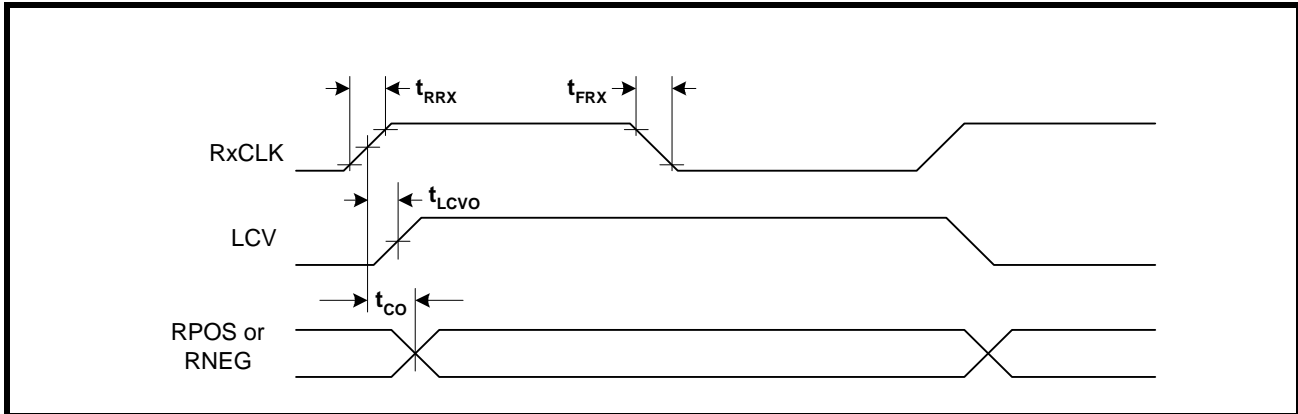 tRRX
tFRX
RxCLK
tLCVO
LCV
tCO
RPOS or
RNEG